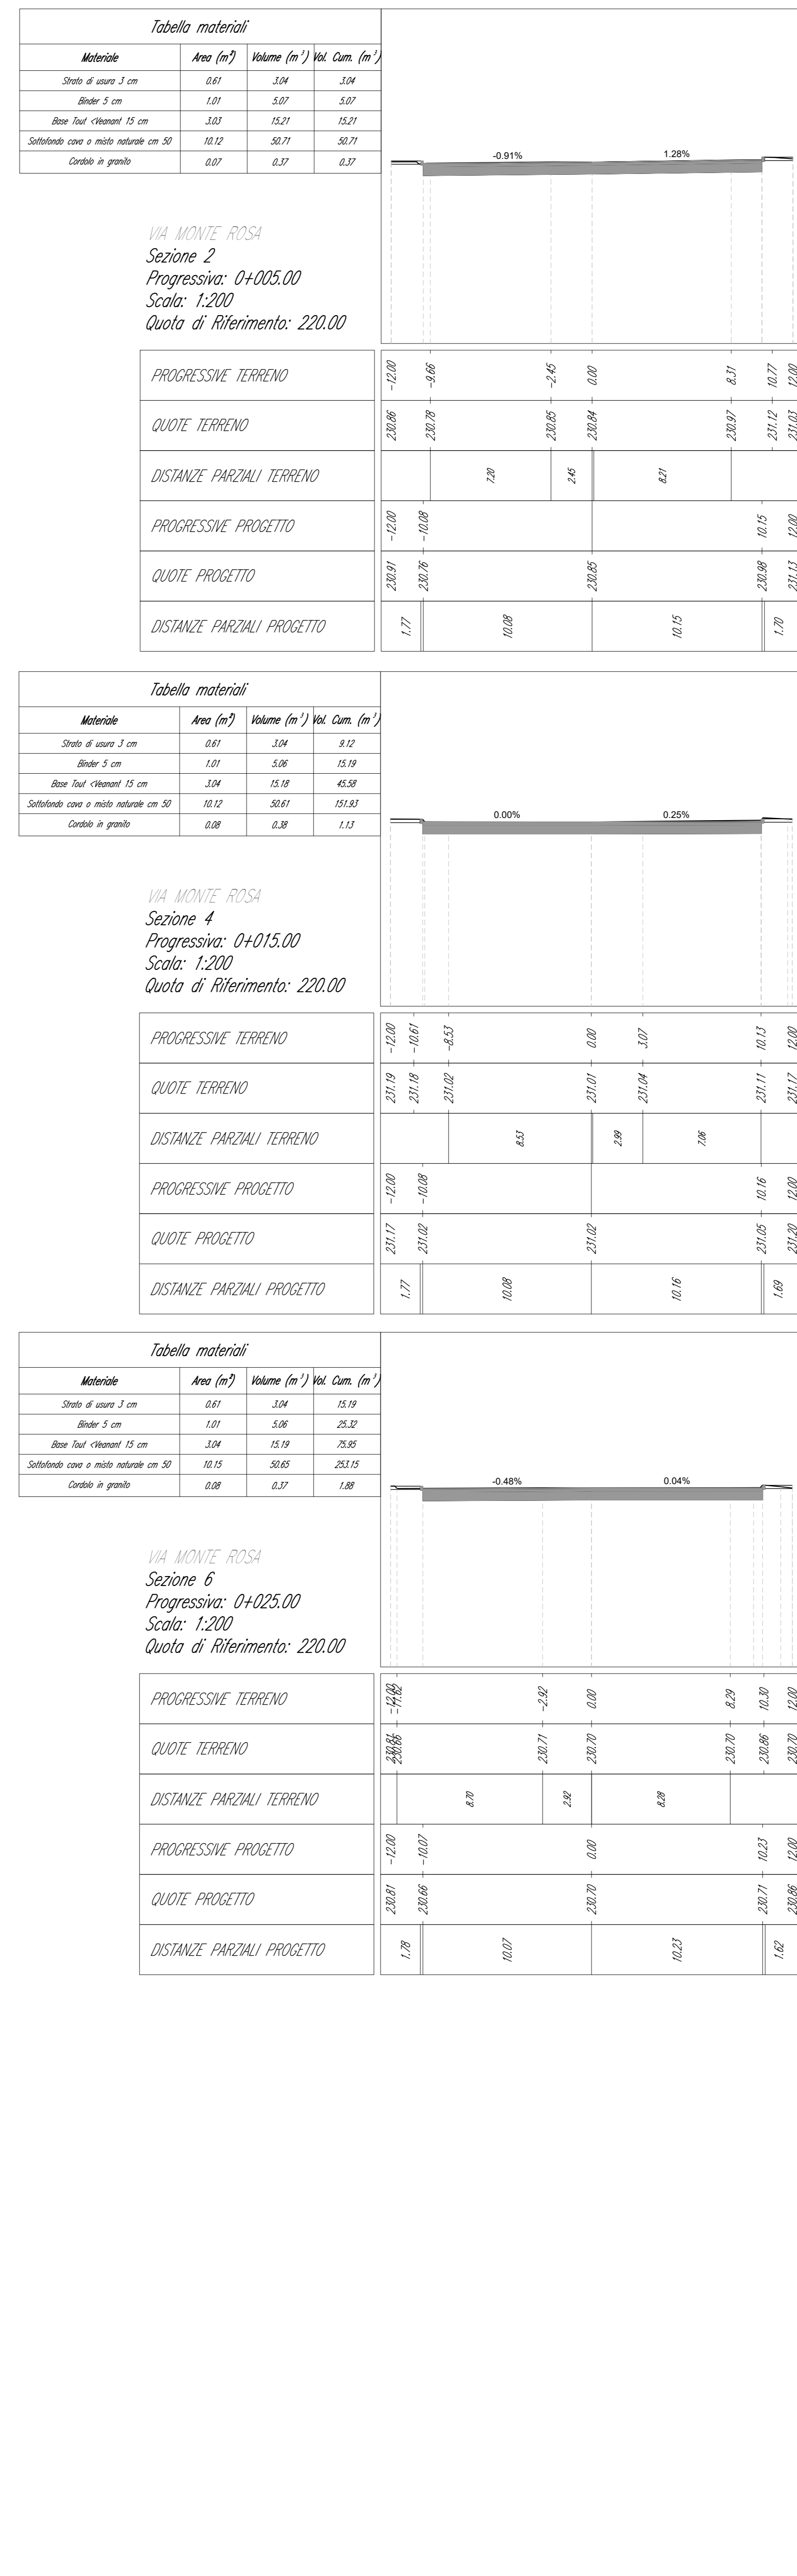 Tabella materiali
Materiale Area (m²) Volume (m³) Vol. Cum. (m³)
Strato di usura 3 cm 0.61 3.04 3.04
Binder 5 cm 1.01 5.07 5.07
Base Tout <Veanant 15 cm 3.03 15.21 15.21
Sottofondo cava o misto naturale cm 50 10.12 50.71 50.71
Cordolo in granito 0.07 0.37 0.37
-0.91% 1.28%
VIA MONTE ROSA
Sezione 2
Progressiva: 0+005.00
Scala: 1:200
Quota di Riferimento: 220.00
PROGRESSIVE TERRENO -12.00 -9.66 -2.45 0.00 8.31 10.77 12.00
QUOTE TERRENO 230.86 230.78 230.85 230.84 230.97 231.12 231.03
DISTANZE PARZIALI TERRENO 7.20 2.45 8.21
PROGRESSIVE PROGETTO -12.00 -10.08 10.15 12.00
QUOTE PROGETTO 230.91 230.76 230.85 230.98 231.13
DISTANZE PARZIALI PROGETTO 1.77 10.08 10.15 1.70
Tabella materiali
Materiale Area (m²) Volume (m³) Vol. Cum. (m³)
Strato di usura 3 cm 0.61 3.04 9.12
Binder 5 cm 1.01 5.06 15.19
Base Tout <Veanant 15 cm 3.04 15.18 45.58
Sottofondo cava o misto naturale cm 50 10.12 50.61 151.93
Cordolo in granito 0.08 0.38 1.13
0.00% 0.25%
VIA MONTE ROSA
Sezione 4
Progressiva: 0+015.00
Scala: 1:200
Quota di Riferimento: 220.00
PROGRESSIVE TERRENO -12.00 -10.61 -8.53 0.00 3.07 10.13 12.00
QUOTE TERRENO 231.19 231.18 231.02 231.01 231.04 231.11 231.17
DISTANZE PARZIALI TERRENO 8.53 2.99 7.06
PROGRESSIVE PROGETTO -12.00 -10.08 10.16 12.00
QUOTE PROGETTO 231.17 231.02 231.02 231.05 231.20
DISTANZE PARZIALI PROGETTO 1.77 10.08 10.16 1.69
Tabella materiali
Materiale Area (m²) Volume (m³) Vol. Cum. (m³)
Strato di usura 3 cm 0.61 3.04 15.19
Binder 5 cm 1.01 5.06 25.32
Base Tout <Veanant 15 cm 3.04 15.19 75.95
Sottofondo cava o misto naturale cm 50 10.15 50.65 253.15
Cordolo in granito 0.08 0.37 1.88
-0.48% 0.04%
VIA MONTE ROSA
Sezione 6
Progressiva: 0+025.00
Scala: 1:200
Quota di Riferimento: 220.00
PROGRESSIVE TERRENO -12.00 -11.62 -2.92 0.00 8.29 10.30 12.00
QUOTE TERRENO 230.81 230.71 230.70 230.70 230.86 230.70
DISTANZE PARZIALI TERRENO 8.70 2.92 8.28
PROGRESSIVE PROGETTO -12.00 -10.07 0.00 10.23 12.00
QUOTE PROGETTO 230.81 230.66 230.70 230.71 230.86
DISTANZE PARZIALI PROGETTO 1.78 10.07 10.23 1.62